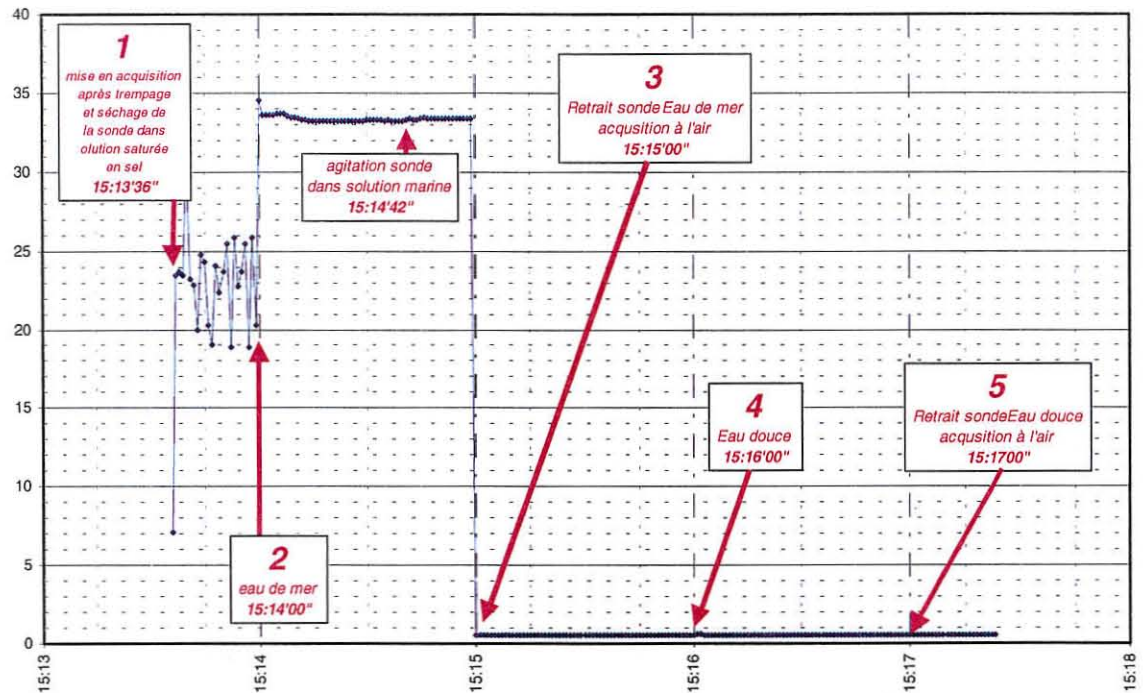 40
35
30
25
20
15
10
5
0
1
mise en acquisition
après trempage
et séchage de
la sonde dans
olution saturée
en sel
15:13'36"
agitation sonde
dans solution marine
15:14'42"
3
Retrait sonde Eau de mer
acqusition à l'air
15:15'00"
2
eau de mer
15:14'00"
4
Eau douce
15:16'00"
5
Retrait sondeEau douce
acqusition à l'air
15:1700"
15:13
15:14
15:15
15:16
15:17
15:18